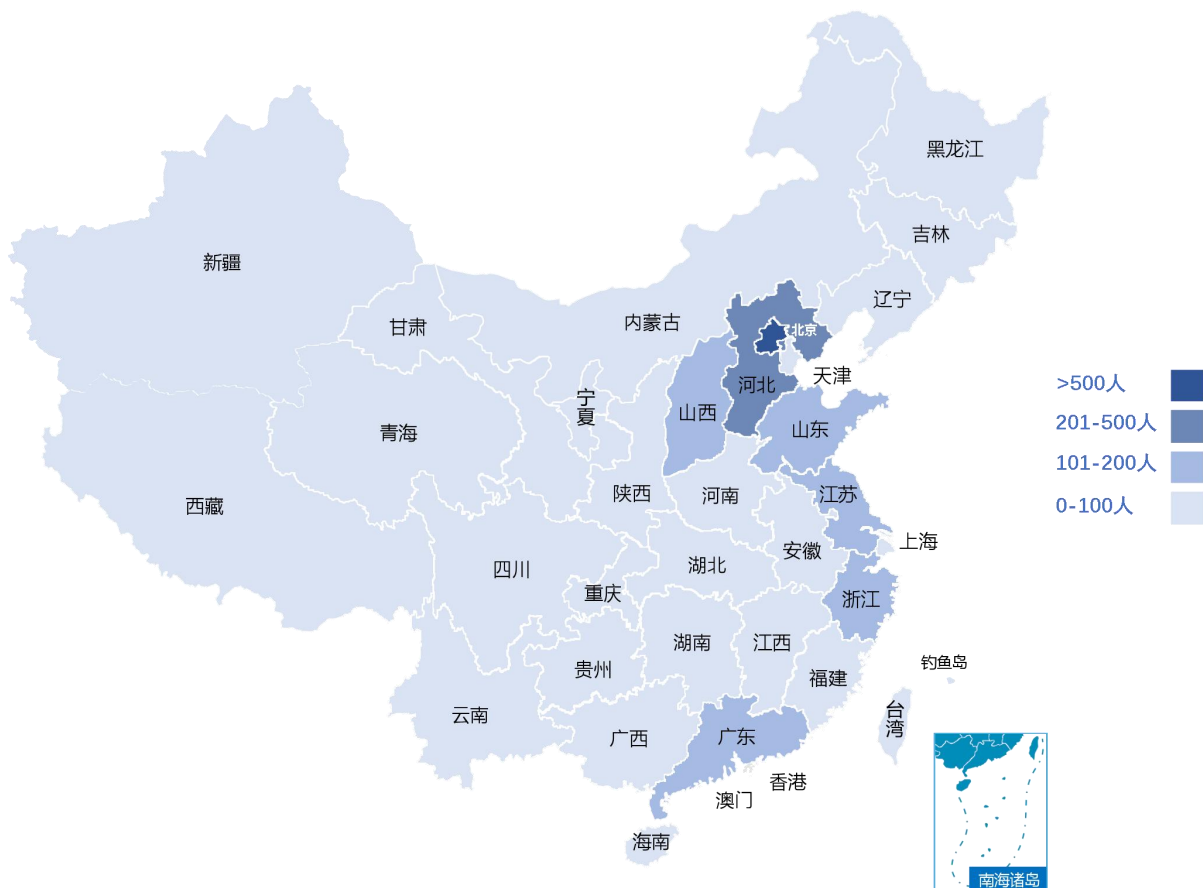 黑龙江
吉林
新疆
辽宁
内蒙古
甘肃
北京
天津
河北
宁夏
山西
山东
青海
西藏
陕西
河南
江苏
上海
安徽
四川
湖北
重庆
浙江
湖南
江西
贵州
福建
钓鱼岛
云南
广西
广东
台湾
香港
澳门
海南
>500人
201-500人
101-200人
0-100人
南海诸岛